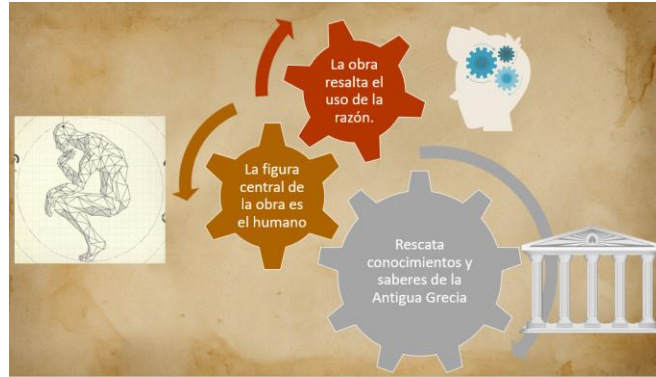 La obra
resalta el
uso de la
razón.
La figura
central de
la obra es
el humano
Rescata
conocimientos y
saberes de la
Antigua Grecia